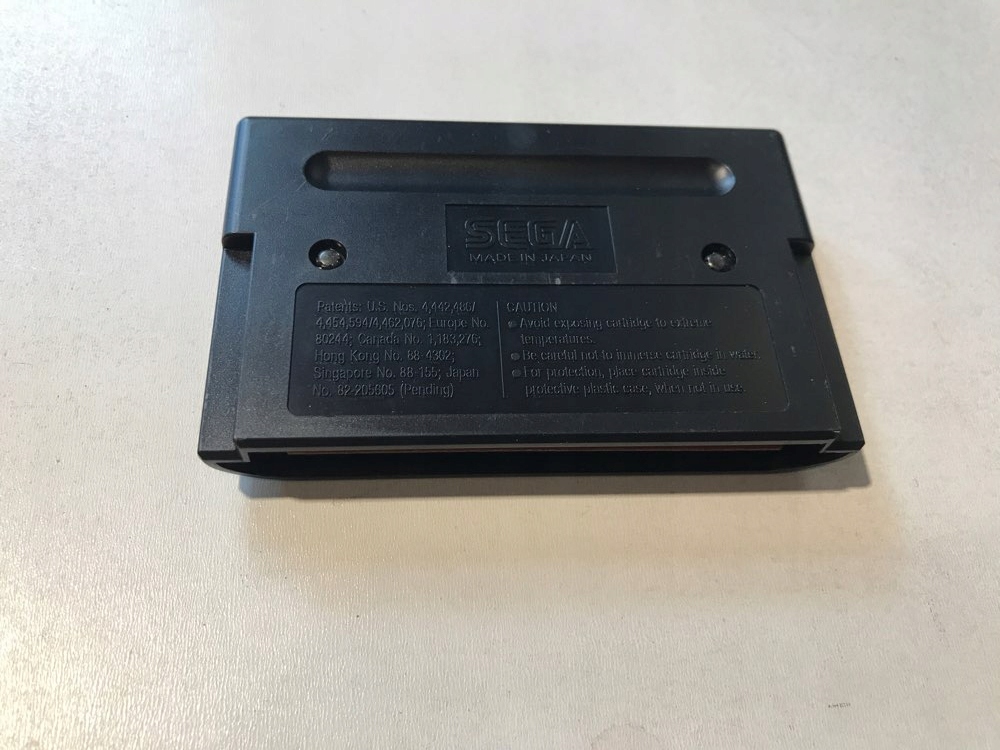 SEGA
MADE IN JAPAN
Patents: U.S. Nos. 4,442,486/
4,454,594/4,462,076; Europe No.
80244; Canada No. 1,183,276;
Hong Kong No. 88-4302;
Singapore No. 88-155; Japan
No. 82-205605 (Pending)
CAUTION
● Avoid exposing cartridge to extreme
temperatures.
● Be careful not to immerse cartridge in water.
● For protection, place cartridge inside
protective plastic case, when not in use.